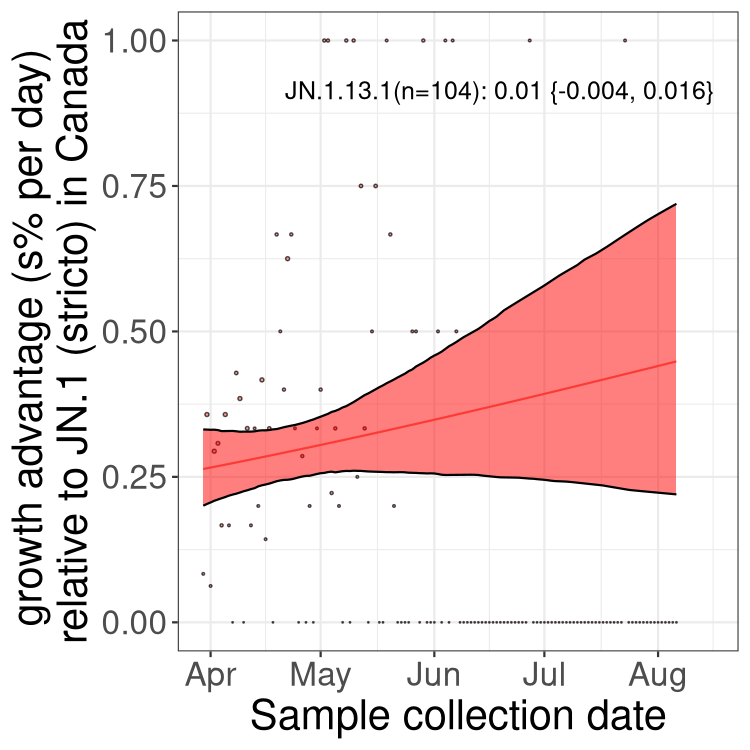 growth advantage (s% per day)
relative to JN.1 (stricto) in Canada
1.00
0.75
0.50
0.25
0.00
JN.1.13.1(n=104): 0.01 {-0.004, 0.016}
Apr May Jun Jul Aug
Sample collection date